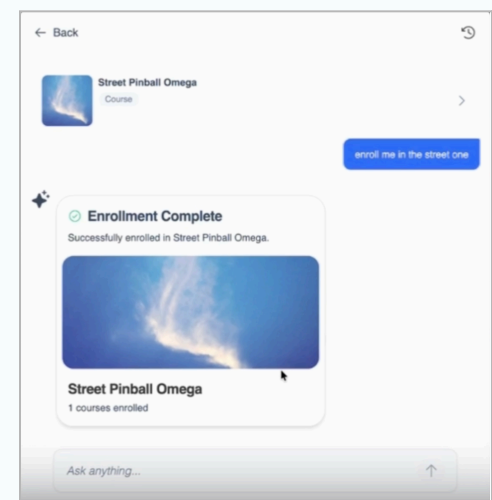 ← Back
Street Pinball Omega
Course
enroll me in the street one
Enrollment Complete
Successfully enrolled in Street Pinball Omega.
Street Pinball Omega
1 courses enrolled
Ask anything...